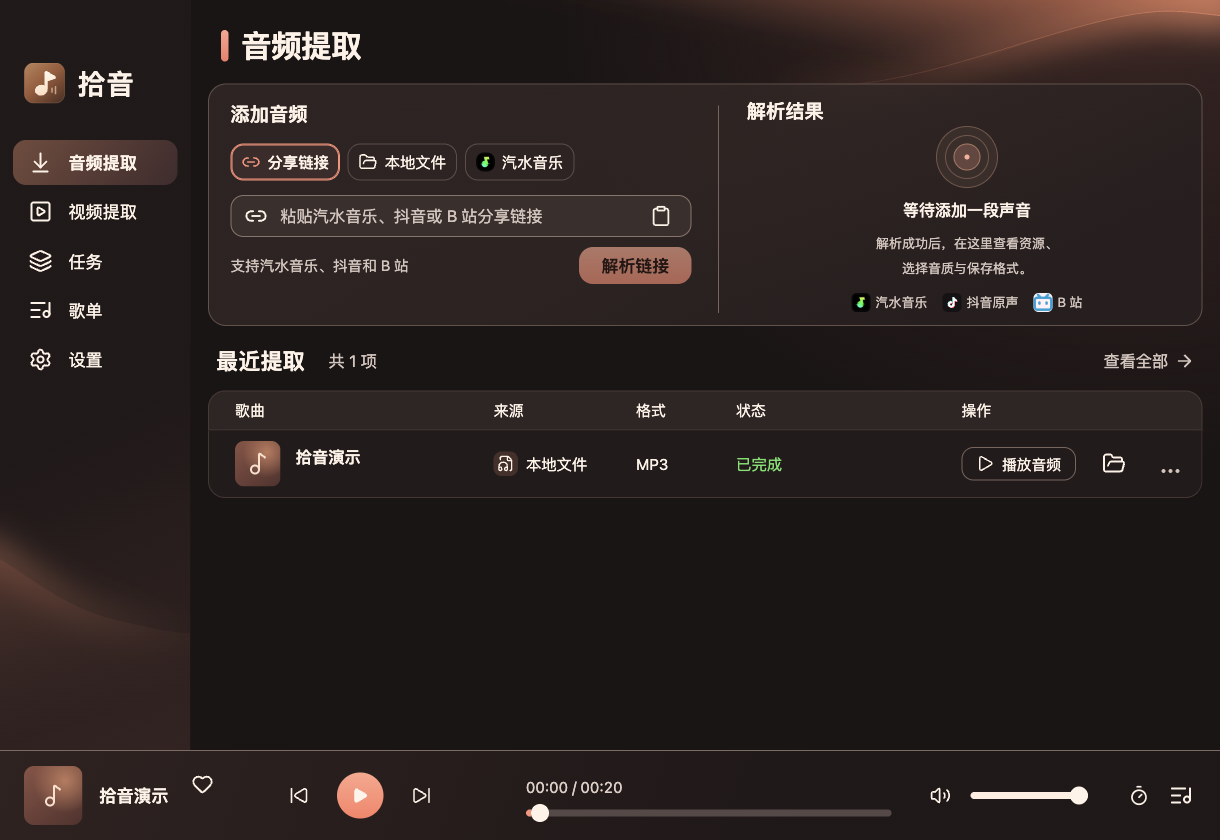 拾音
音频提取
视频提取
任务
歌单
设置
音频提取
添加音频
分享链接 本地文件 汽水音乐
粘贴汽水音乐、抖音或 B 站分享链接
支持汽水音乐、抖音和 B 站 解析链接
解析结果
等待添加一段声音
解析成功后，在这里查看资源、
选择音质与保存格式。
汽水音乐 抖音原声 B 站
最近提取 共 1 项 查看全部
歌曲 来源 格式 状态 操作
拾音演示 本地文件 MP3 已完成 播放音频 ...
拾音演示
00:00 / 00:20